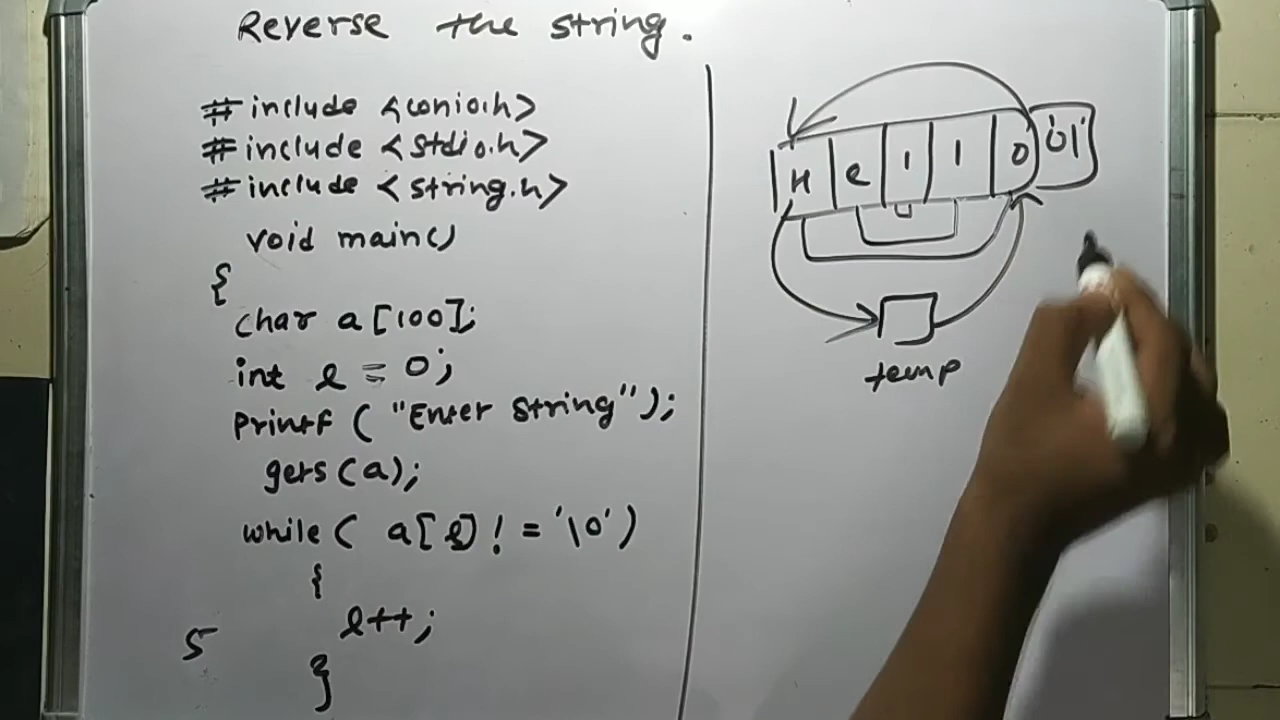 Reverse the string.
#include <conio.h>
#include <stdio.h>
#include <string.h>
void main()
{
char a[100];
int l = 0;
printf ("Enter string");
gets(a);
while( a[l] != '\0')
{
l++;
5
}
H e l l o '0\'
temp